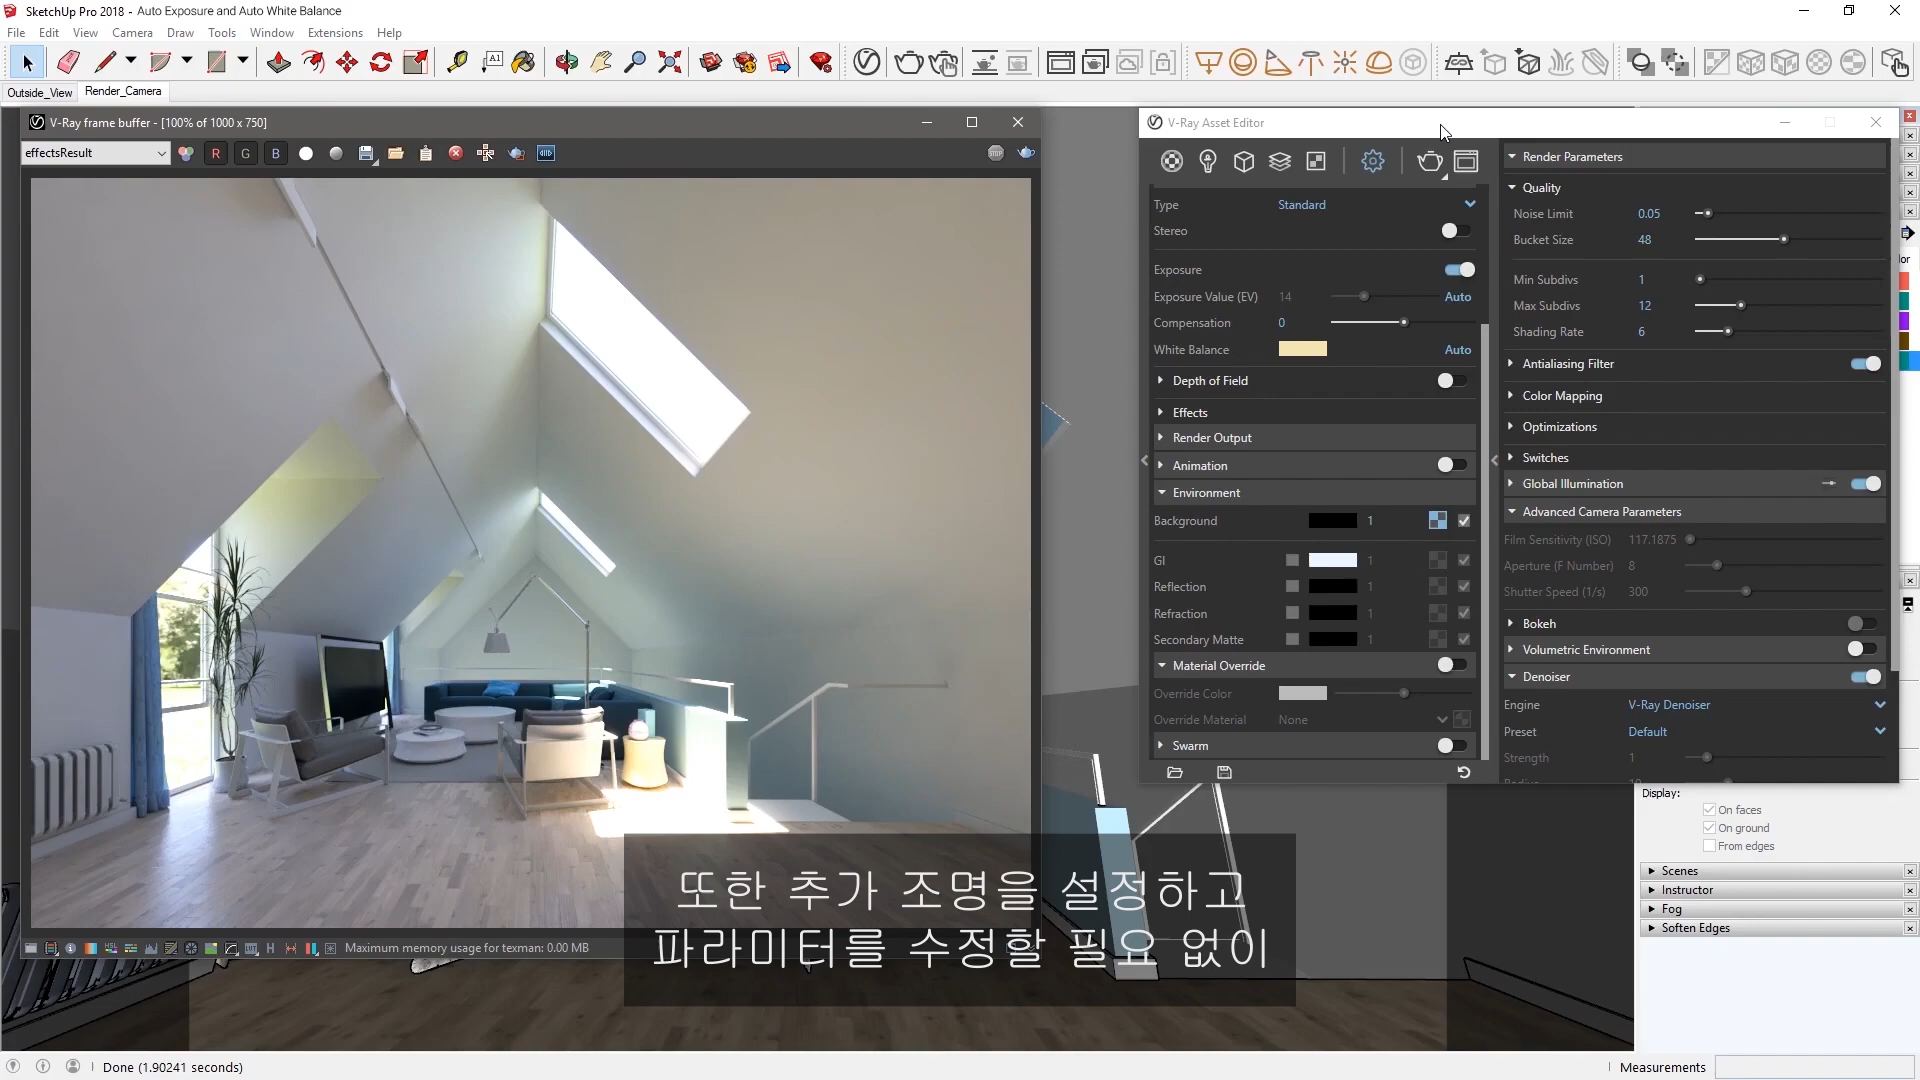 SketchUp Pro 2018 - Auto Exposure and Auto White Balance
File Edit View Camera Draw Tools Window Extensions Help
Outside_View Render_Camera
V-Ray frame buffer - [100% of 1000 x 750]
effectsResult
R G B
STOP
Maximum memory usage for texman: 0.00 MB
V-Ray Asset Editor
Type Standard
Stereo
Exposure
Exposure Value (EV) 14 Auto
Compensation 0
White Balance Auto
Depth of Field
Effects
Render Output
Animation
Environment
Background 1
GI 1
Reflection 1
Refraction 1
Secondary Matte 1
Material Override
Override Color
Override Material None
Swarm
Render Parameters
Quality
Noise Limit 0.05
Bucket Size 48
Min Subdivs 1
Max Subdivs 12
Shading Rate 6
Antialiasing Filter
Color Mapping
Optimizations
Switches
Global Illumination
Advanced Camera Parameters
Film Sensitivity (ISO) 117.1875
Aperture (F Number) 8
Shutter Speed (1/s) 300
Bokeh
Volumetric Environment
Denoiser
Engine V-Ray Denoiser
Preset Default
Strength 1
Display:
On faces
On ground
From edges
Scenes
Instructor
Fog
Soften Edges
또한 추가 조명을 설정하고
파라미터를 수정할 필요 없이
Done (1.90241 seconds)
Measurements